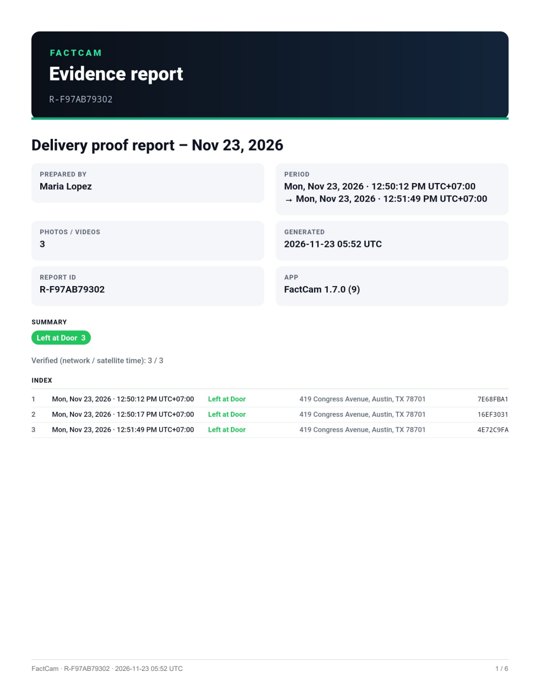 FACTCAM
Evidence report
R-F97AB79302
Delivery proof report – Nov 23, 2026
PREPARED BY
Maria Lopez
PERIOD
Mon, Nov 23, 2026 · 12:50:12 PM UTC+07:00
→ Mon, Nov 23, 2026 · 12:51:49 PM UTC+07:00
PHOTOS / VIDEOS
3
GENERATED
2026-11-23 05:52 UTC
REPORT ID
R-F97AB79302
APP
FactCam 1.7.0 (9)
SUMMARY
Left at Door 3
Verified (network / satellite time): 3 / 3
INDEX
1 Mon, Nov 23, 2026 · 12:50:12 PM UTC+07:00 Left at Door 419 Congress Avenue, Austin, TX 78701 7E68FBA1
2 Mon, Nov 23, 2026 · 12:50:17 PM UTC+07:00 Left at Door 419 Congress Avenue, Austin, TX 78701 16EF3031
3 Mon, Nov 23, 2026 · 12:51:49 PM UTC+07:00 Left at Door 419 Congress Avenue, Austin, TX 78701 4E72C9FA
FactCam · R-F97AB79302 · 2026-11-23 05:52 UTC
1 / 6